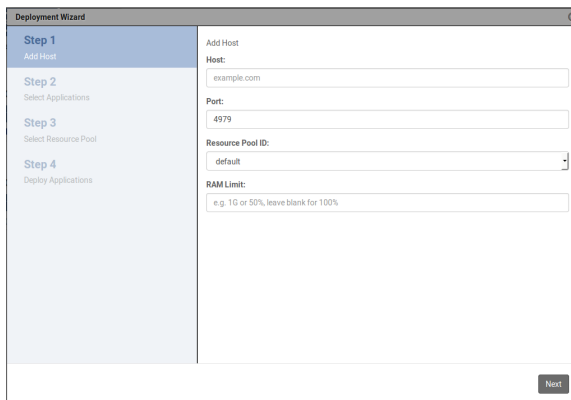 Deployment Wizard
Step 1
Add Host
Step 2
Select Applications
Step 3
Select Resource Pool
Step 4
Deploy Applications
Add Host
Host:
example.com
Port:
4979
Resource Pool ID:
default
RAM Limit:
e.g. 1G or 50%, leave blank for 100%
Next